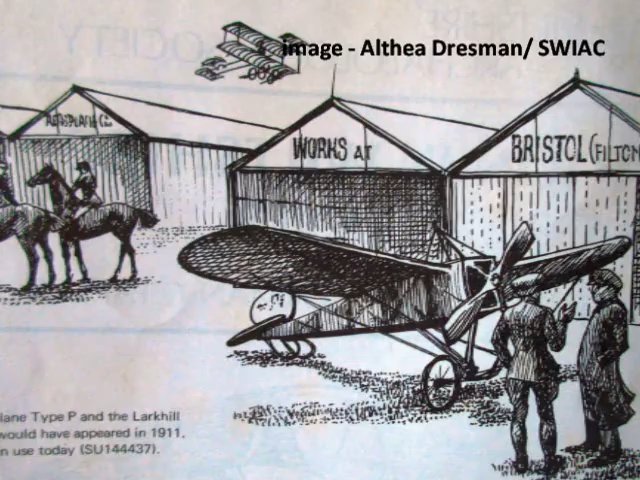 image - Althea Dresman/ SWIAC
AEROPLANE Co.
WORKS AT
BRISTOL (FILTON
lane Type P and the Larkhill
would have appeared in 1911,
n use today (SU144437).